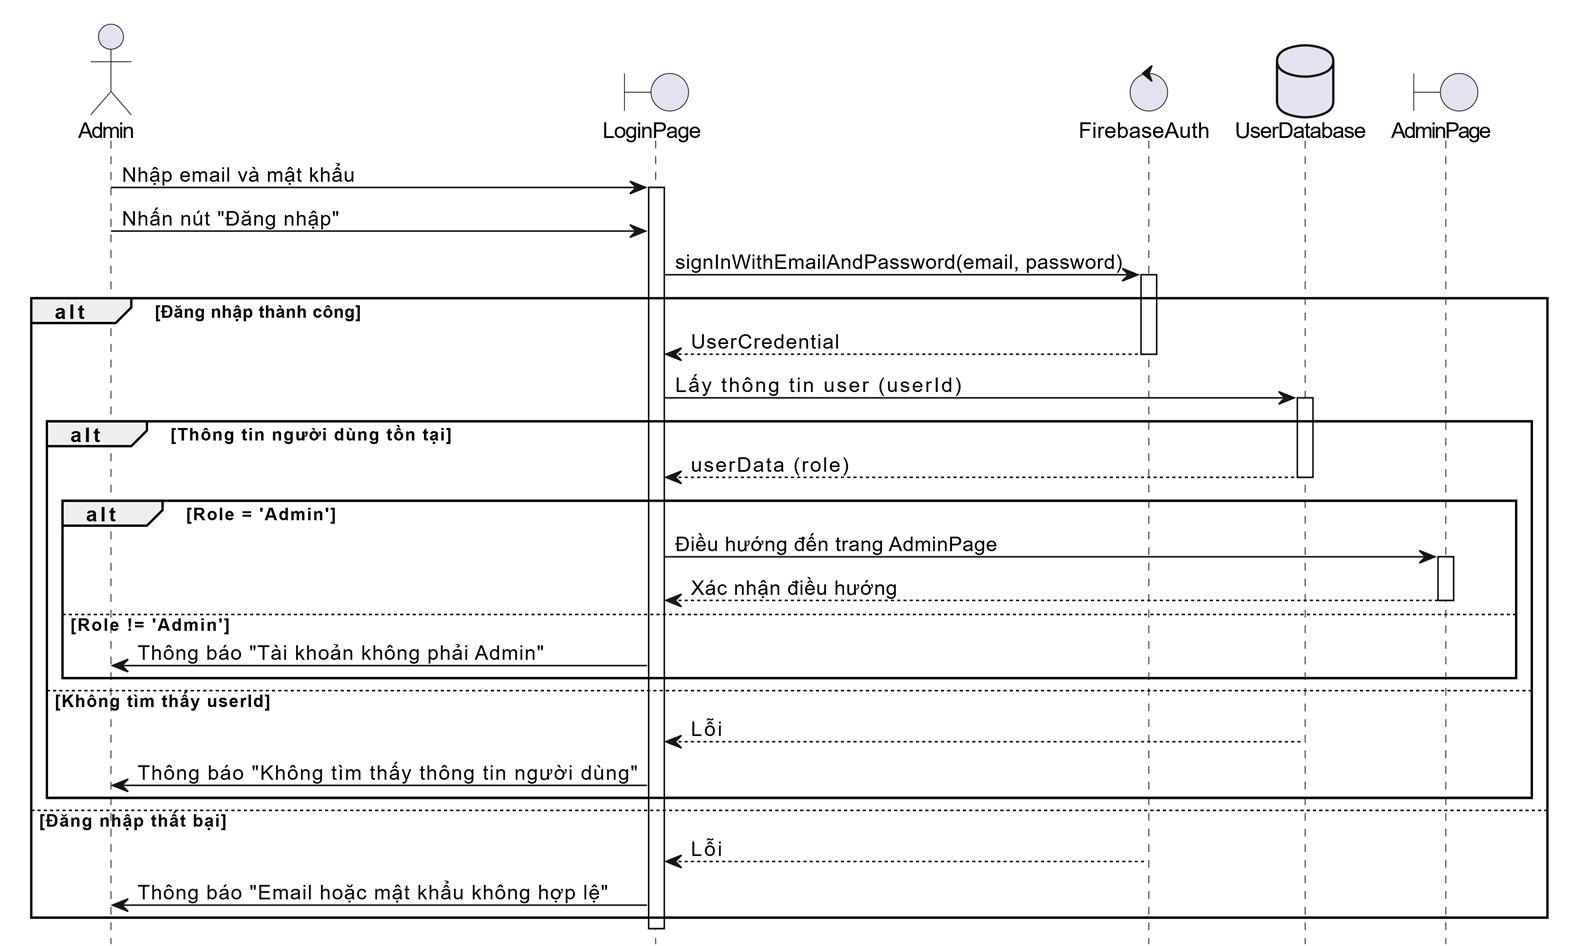 Admin
LoginPage
FirebaseAuth
UserDatabase
AdminPage
Nhập email và mật khẩu
Nhấn nút "Đăng nhập"
signInWithEmailAndPassword(email, password)
alt
[Đăng nhập thành công]
UserCredential
Lấy thông tin user (userId)
alt
[Thông tin người dùng tồn tại]
userData (role)
alt
[Role = 'Admin']
Điều hướng đến trang AdminPage
Xác nhận điều hướng
[Role != 'Admin']
Thông báo "Tài khoản không phải Admin"
[Không tìm thấy userId]
Lỗi
Thông báo "Không tìm thấy thông tin người dùng"
[Đăng nhập thất bại]
Lỗi
Thông báo "Email hoặc mật khẩu không hợp lệ"